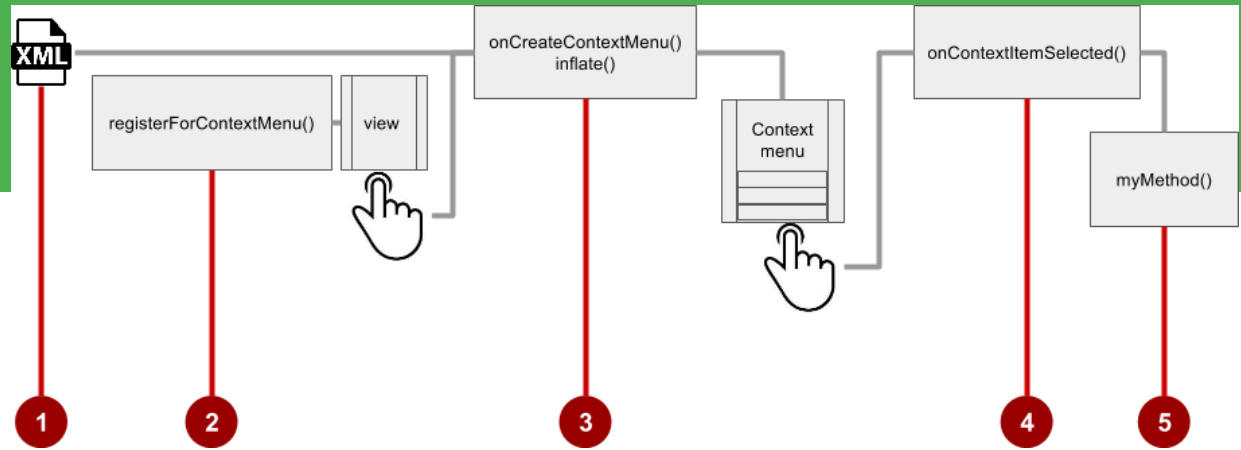 XML
registerForContextMenu()
view
onCreateContextMenu()
inflate()
Context
menu
onContextItemSelected()
myMethod()
1
2
3
4
5